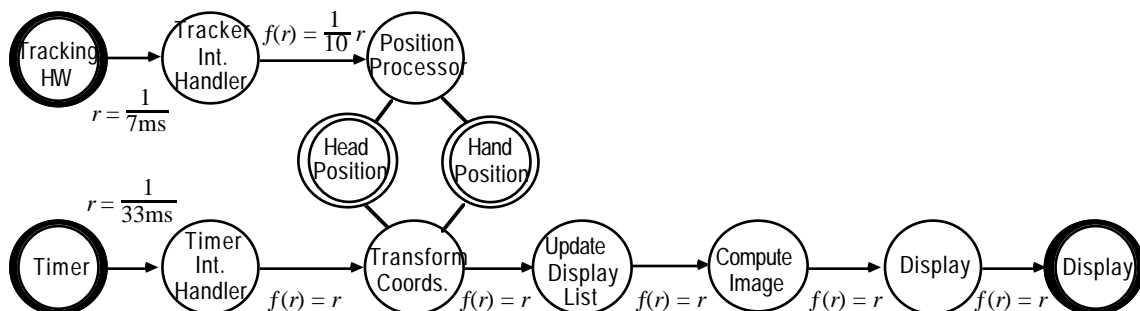 Tracking
HW
r = 1/7ms
Tracker
Int.
Handler
f(r) = 1/10 r
Position
Processor
Head
Position
Hand
Position
Timer
r = 1/33ms
Timer
Int.
Handler
f(r) = r
Transform
Coords.
f(r) = r
Update
Display
List
f(r) = r
Compute
Image
f(r) = r
Display
f(r) = r
Display